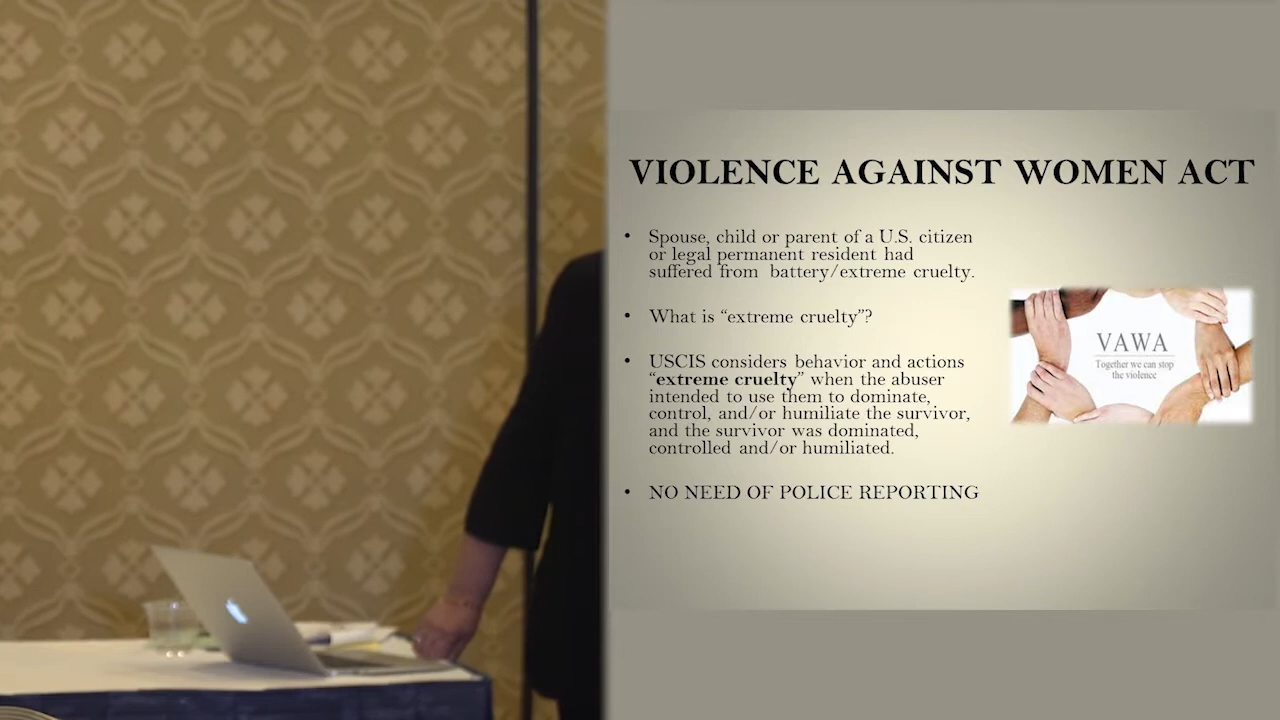 VIOLENCE AGAINST WOMEN ACT
• Spouse, child or parent of a U.S. citizen
or legal permanent resident had
suffered from battery/extreme cruelty.
• What is “extreme cruelty”?
• USCIS considers behavior and actions
“extreme cruelty” when the abuser
intended to use them to dominate,
control, and/or humiliate the survivor,
and the survivor was dominated,
controlled and/or humiliated.
• NO NEED OF POLICE REPORTING
VAWA
Together we can stop
the violence